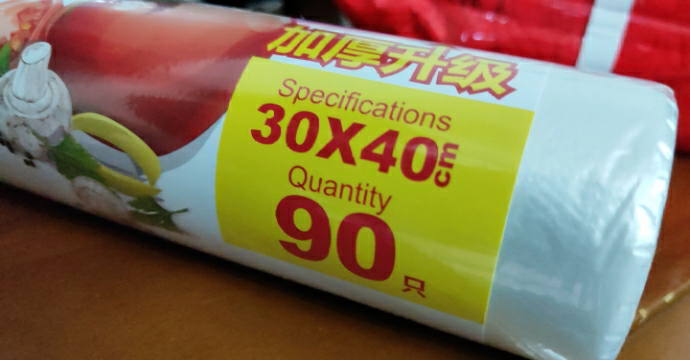 加厚升级
Specifications
30X40cm
Quantity
90只